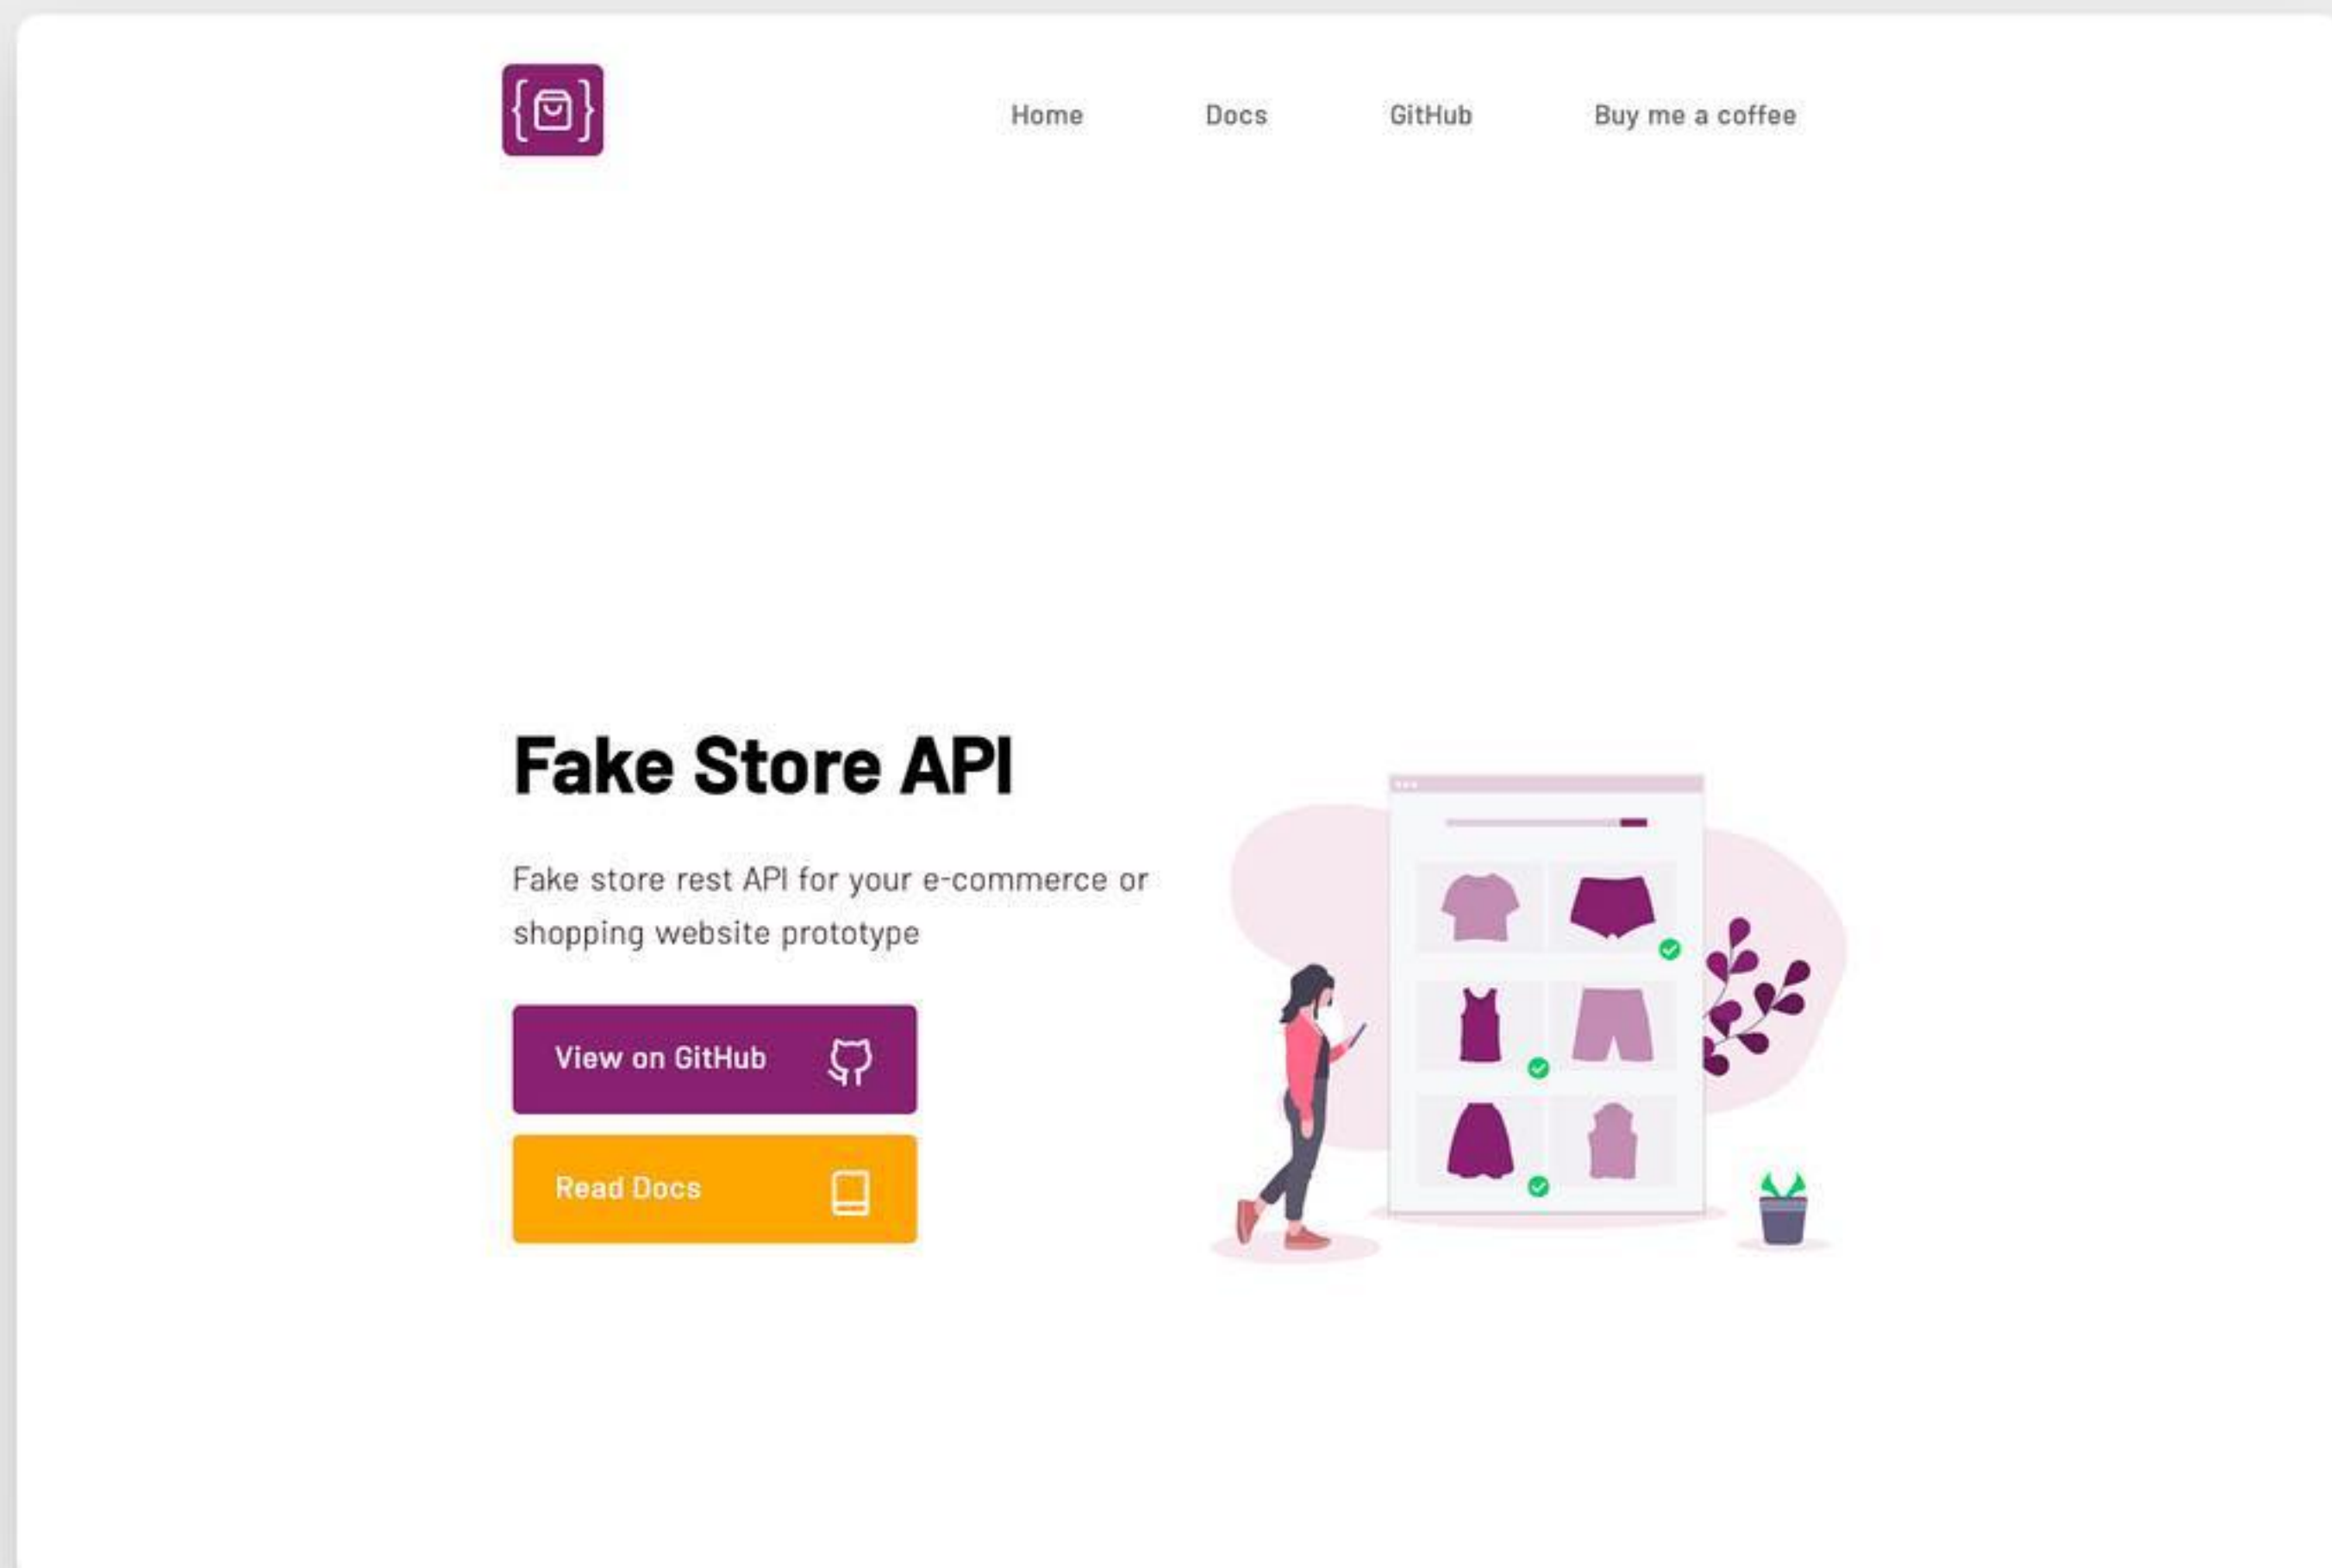 Home
Docs
GitHub
Buy me a coffee
Fake Store API
Fake store rest API for your e-commerce or
shopping website prototype
View on GitHub
Read Docs